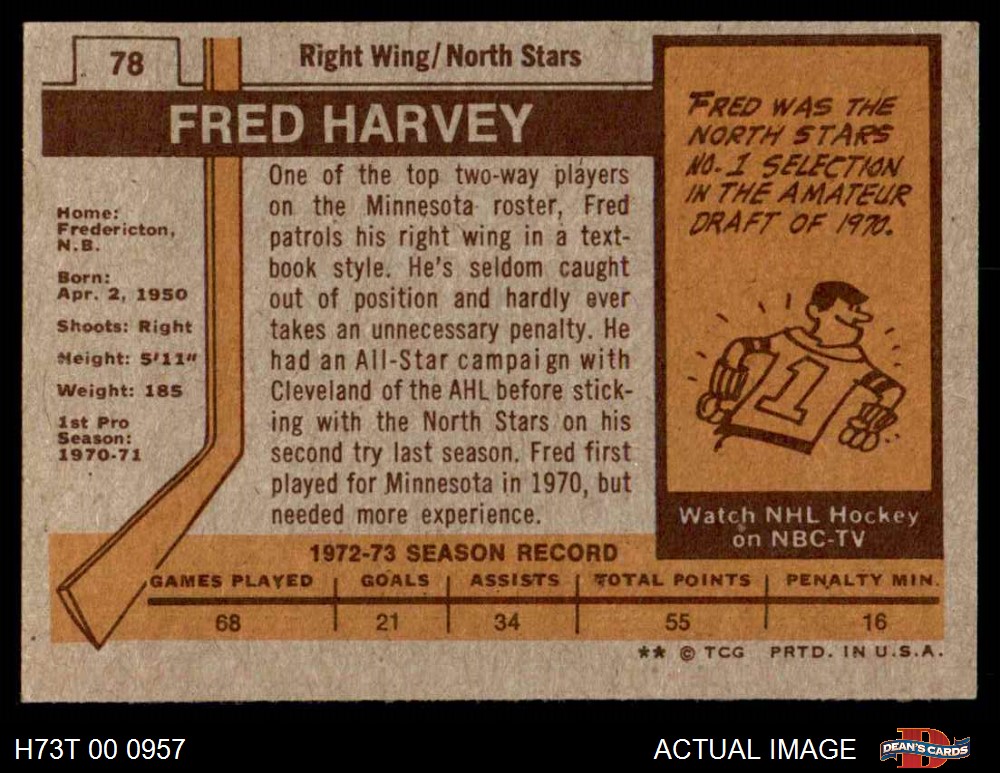 78
Right Wing/North Stars
FRED HARVEY
Home:
Fredericton,
N.B.
Born:
Apr. 2, 1950
Shoots: Right
Height: 5'11"
Weight: 185
1st Pro
Season:
1970-71
One of the top two-way players
on the Minnesota roster, Fred
patrols his right wing in a text-
book style. He's seldom caught
out of position and hardly ever
takes an unnecessary penalty. He
had an All-Star campaign with
Cleveland of the AHL before stick-
ing with the North Stars on his
second try last season. Fred first
played for Minnesota in 1970, but
needed more experience.
FRED WAS THE
NORTH STARS
NO. 1 SELECTION
IN THE AMATEUR
DRAFT OF 1970.
1
Watch NHL Hockey
on NBC-TV
1972-73 SEASON RECORD
GAMES PLAYED GOALS ASSISTS TOTAL POINTS PENALTY MIN.
68 21 34 55 16
** © TCG PRTD. IN U.S.A.
H73T 00 0957
ACTUAL IMAGE
DEAN'S CARDS